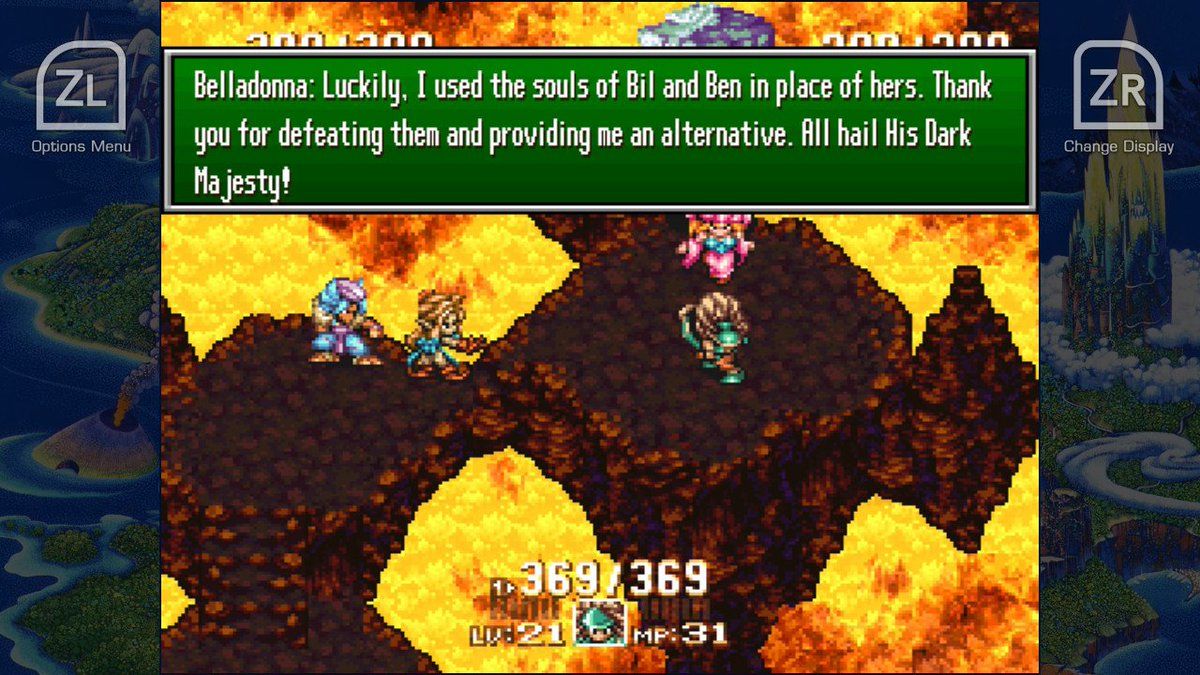 ZL
Options Menu
ZR
Change Display
Belladonna: Luckily, I used the souls of Bil and Ben in place of hers. Thank
you for defeating them and providing me an alternative. All hail His Dark
Majesty!
369/369
LV:21 MP:31